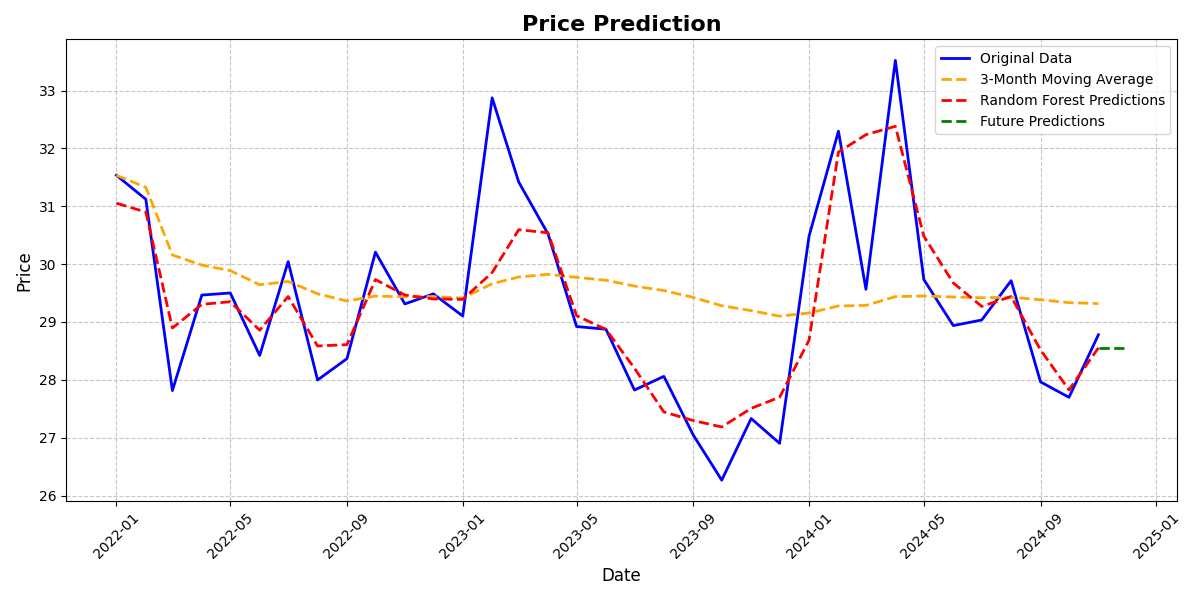 Price Prediction
Original Data
3-Month Moving Average
Random Forest Predictions
Future Predictions
Price
33
32
31
30
29
28
27
26
2022-01
2022-05
2022-09
2023-01
2023-05
2023-09
2024-01
2024-05
2024-09
2025-01
Date